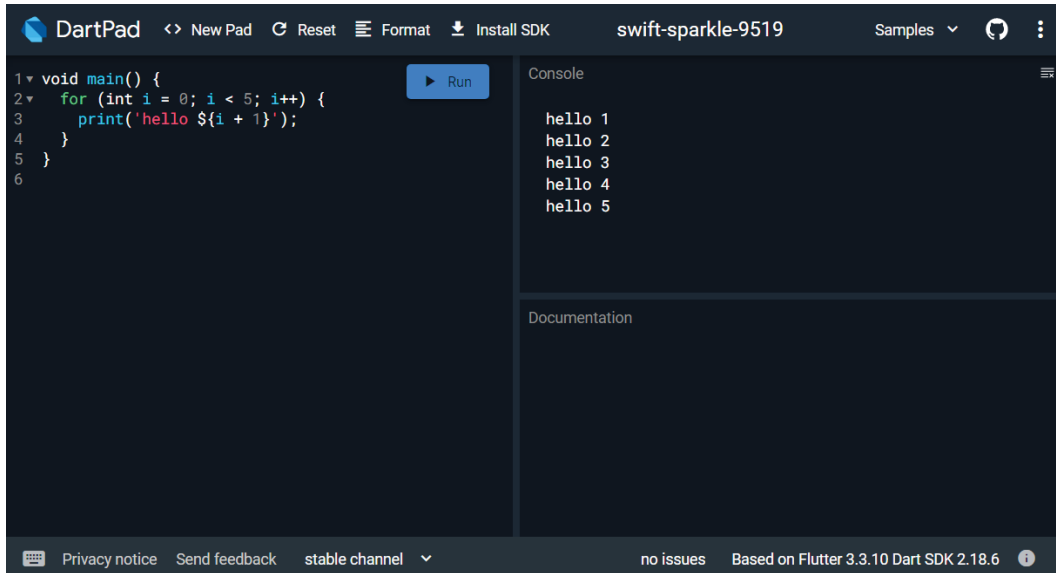 DartPad <> New Pad Reset Format Install SDK swift-sparkle-9519 Samples
Run
1 void main() {
2 for (int i = 0; i < 5; i++) {
3 print('hello ${i + 1}');
4 }
5 }
6
Console
hello 1
hello 2
hello 3
hello 4
hello 5
Documentation
Privacy notice Send feedback stable channel no issues Based on Flutter 3.3.10 Dart SDK 2.18.6